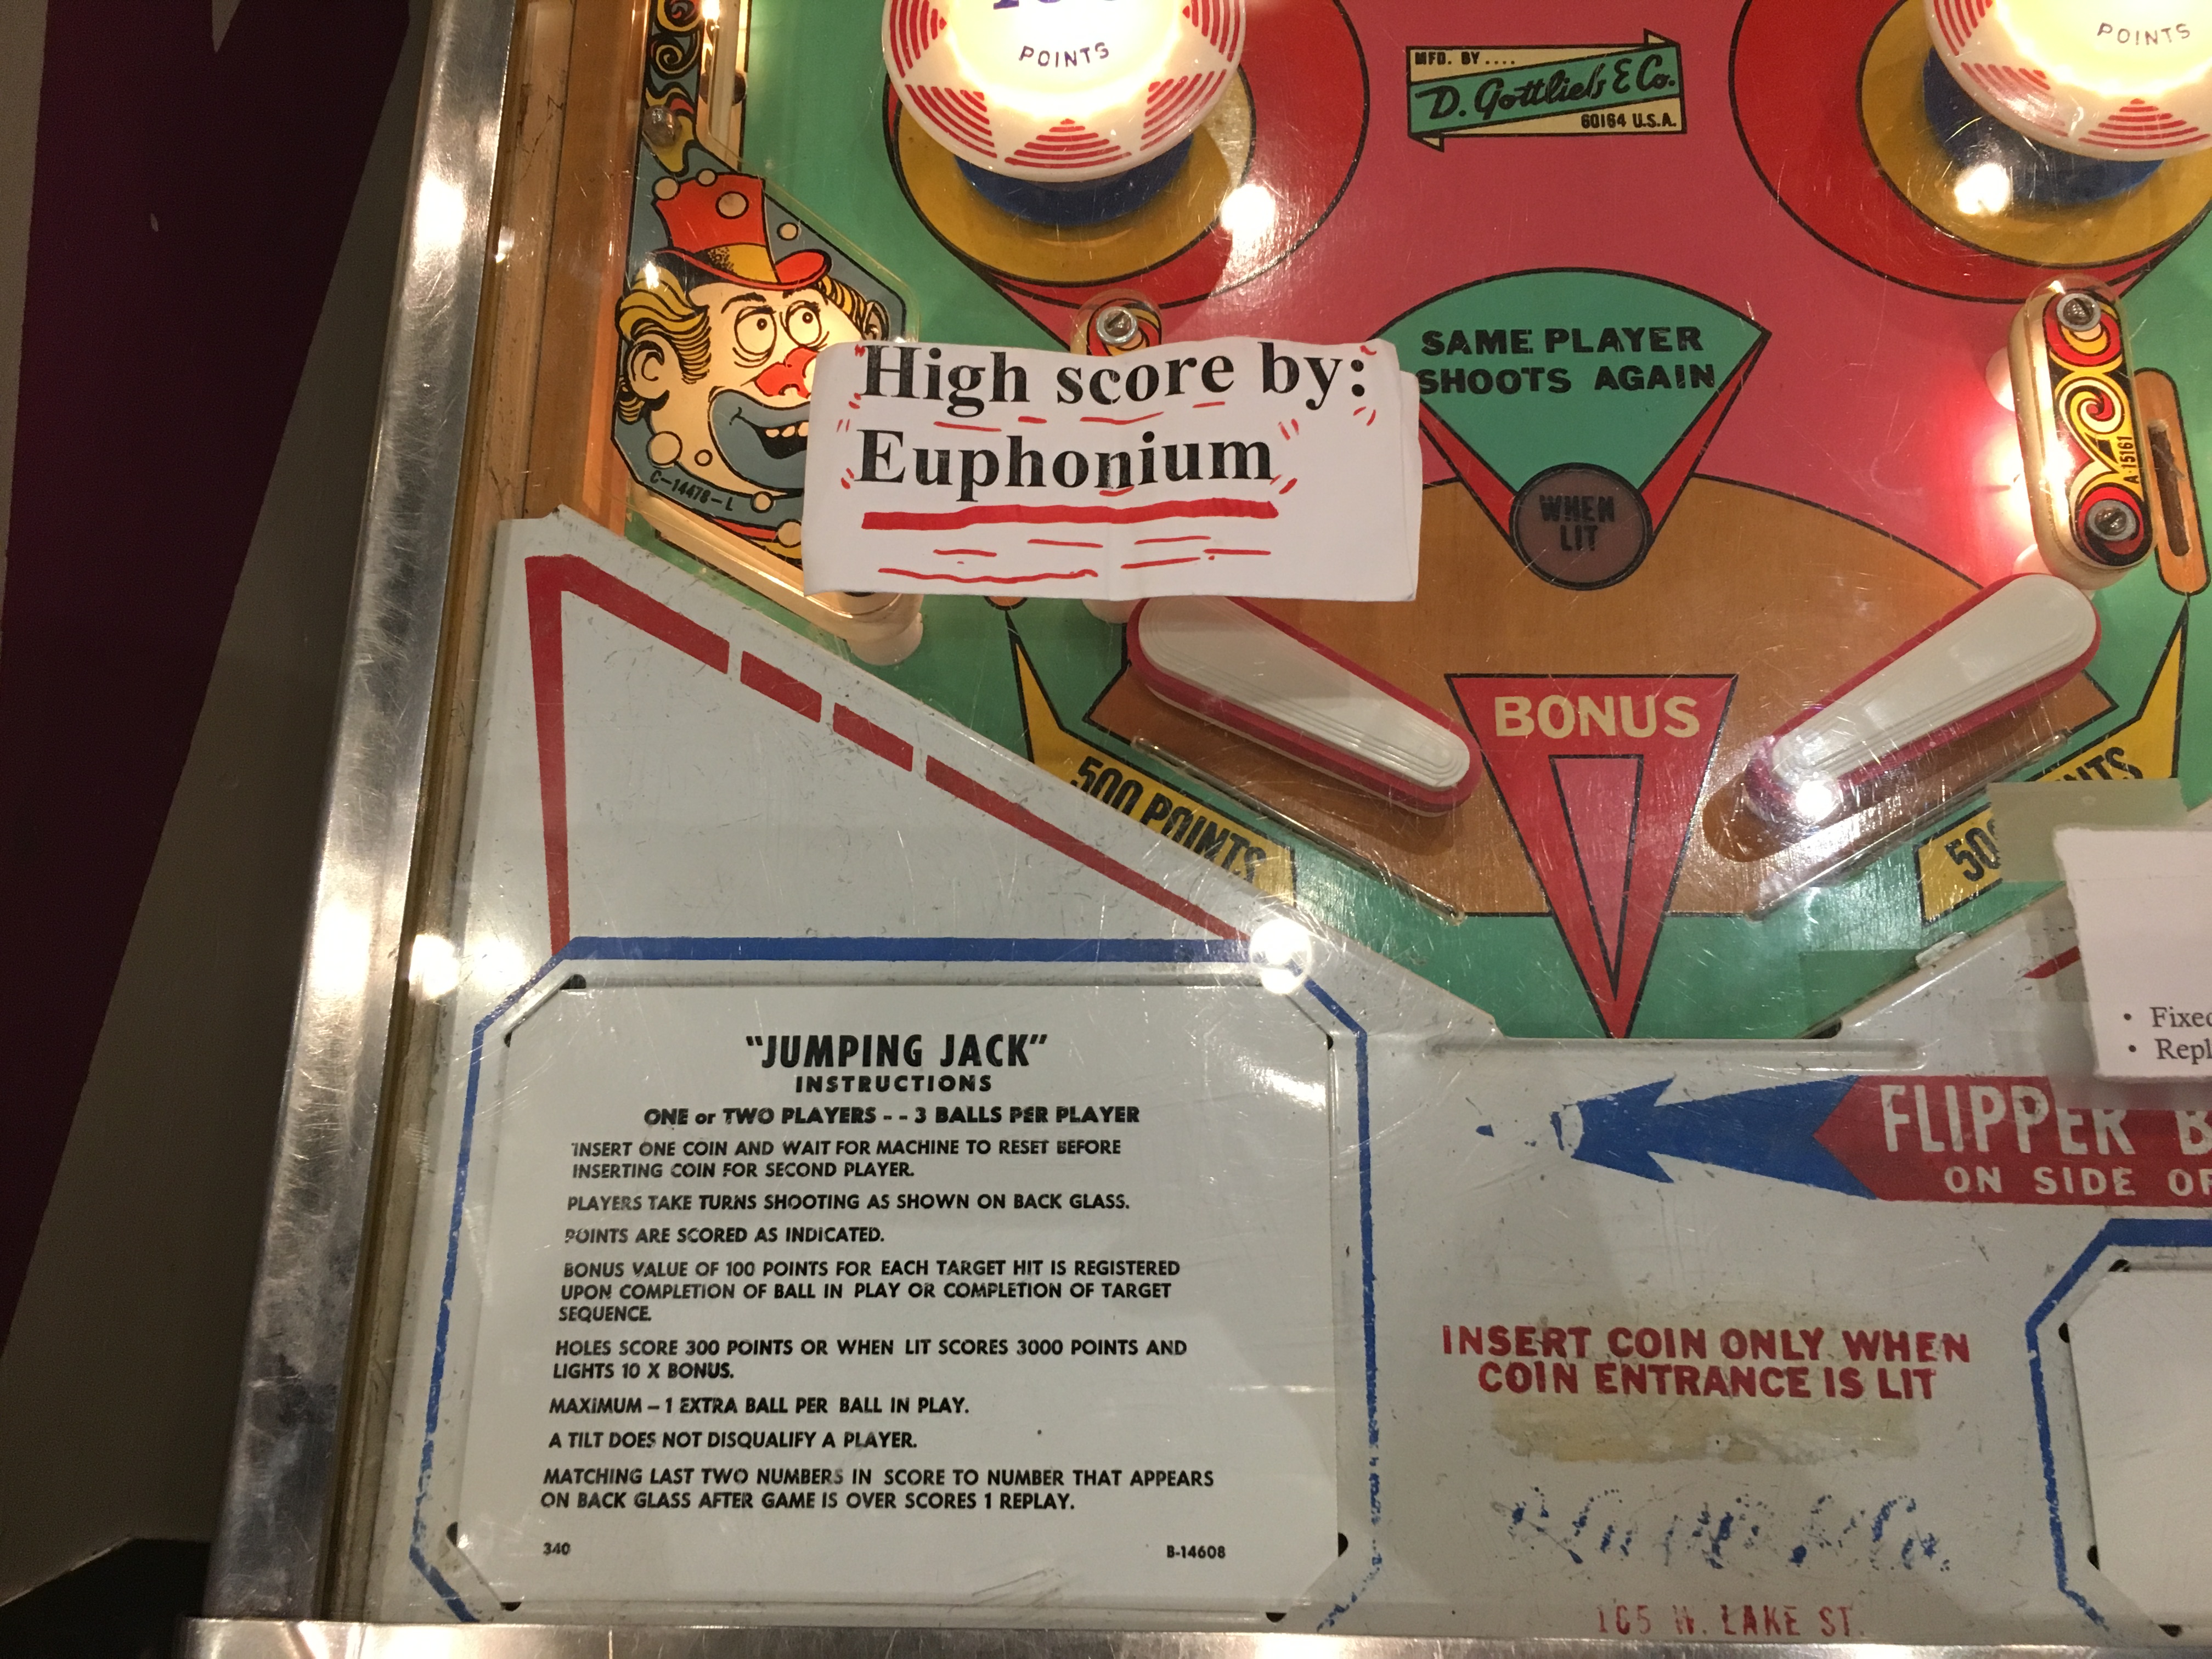 POINTS
POINTS
MFD. BY ....
D. Gottlieb & Co.
60164 U.S.A.
SAME PLAYER
SHOOTS AGAIN
WHEN
LIT
High score by:
Euphonium
C-14478-L
A-15161
BONUS
500 POINTS
"JUMPING JACK"
INSTRUCTIONS
ONE or TWO PLAYERS - - 3 BALLS PER PLAYER
INSERT ONE COIN AND WAIT FOR MACHINE TO RESET BEFORE
INSERTING COIN FOR SECOND PLAYER.
PLAYERS TAKE TURNS SHOOTING AS SHOWN ON BACK GLASS.
POINTS ARE SCORED AS INDICATED.
BONUS VALUE OF 100 POINTS FOR EACH TARGET HIT IS REGISTERED
UPON COMPLETION OF BALL IN PLAY OR COMPLETION OF TARGET
SEQUENCE.
HOLES SCORE 300 POINTS OR WHEN LIT SCORES 3000 POINTS AND
LIGHTS 10 X BONUS.
MAXIMUM - 1 EXTRA BALL PER BALL IN PLAY.
A TILT DOES NOT DISQUALIFY A PLAYER.
MATCHING LAST TWO NUMBERS IN SCORE TO NUMBER THAT APPEARS
ON BACK GLASS AFTER GAME IS OVER SCORES 1 REPLAY.
340
B-14608
FLIPPER
ON SIDE
INSERT COIN ONLY WHEN
COIN ENTRANCE IS LIT
165 W. LAKE ST.